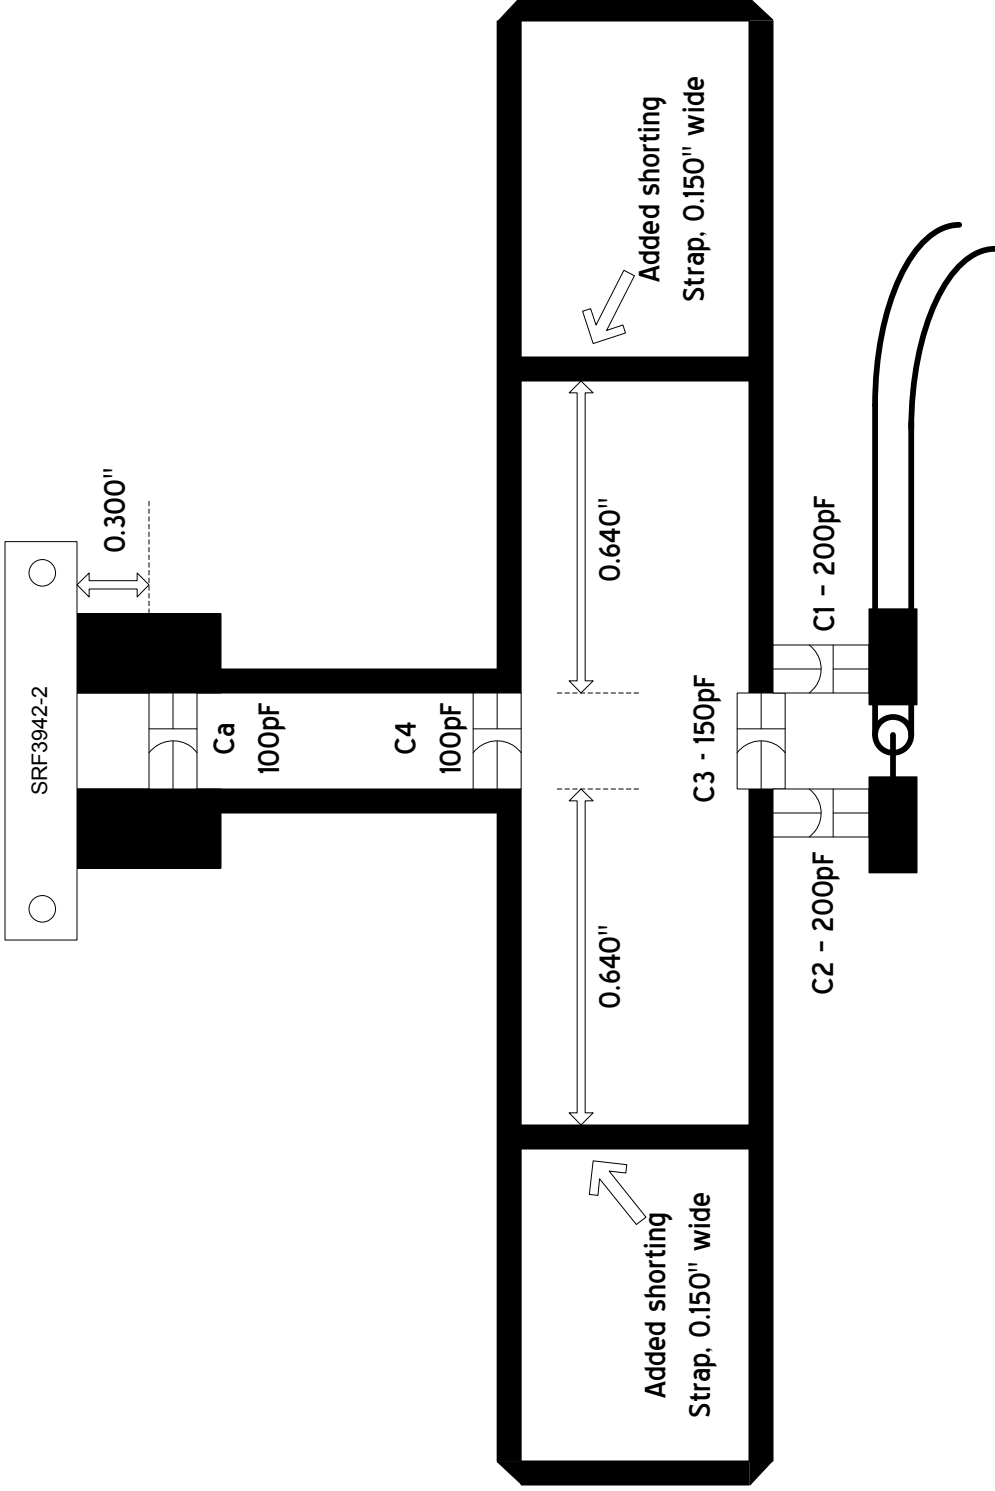 SRF3942-2
0.300"
Ca
100pF
C4
100pF
Added shorting
Strap, 0.150" wide
0.640"
0.640"
C3 - 150pF
C1 - 200pF
C2 - 200pF
Added shorting
Strap, 0.150" wide